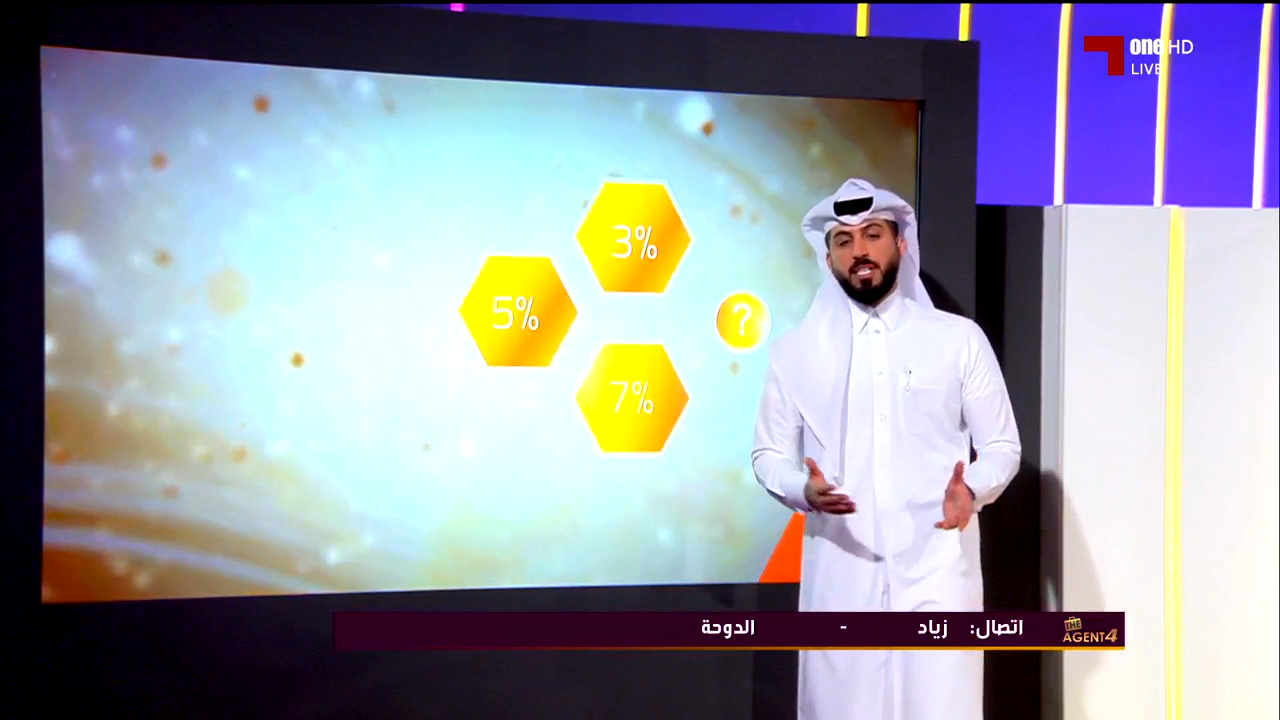 one HD
LIVE
3%
5%
?
7%
اتصال: زياد - الدوحة
THE
AGENT4